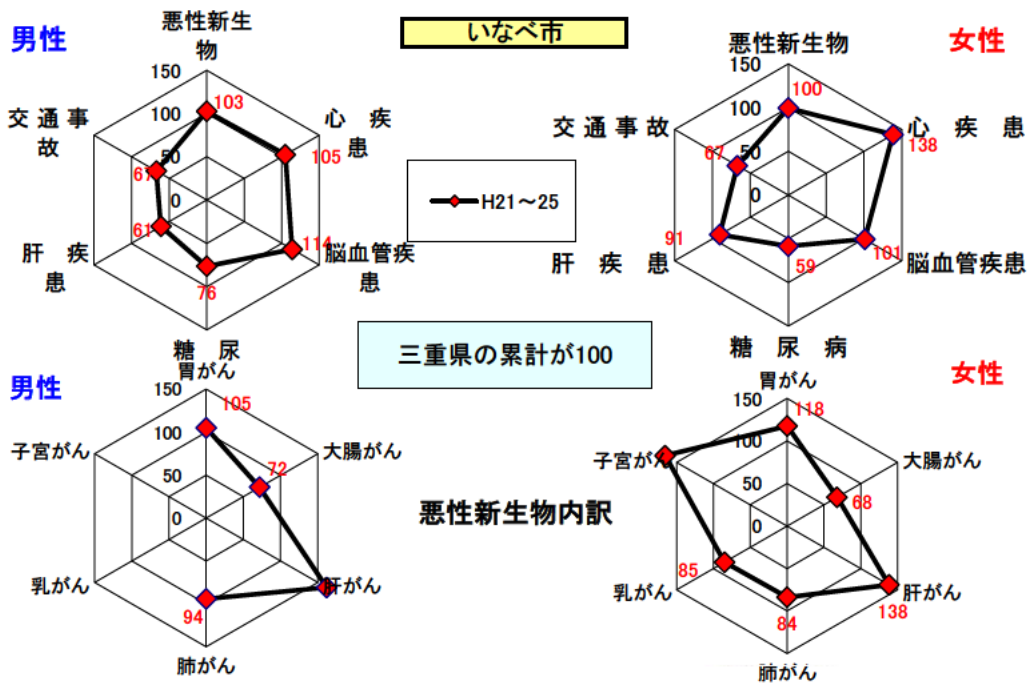 いなべ市
男性
悪性新生
物
150
100
50
0
103
心　疾
患
105
脳血管疾
患
114
糖　尿
76
肝　疾
患
61
交通事
故
67
H21～25
女性
悪性新生物
150
100
50
0
100
心　疾　患
138
脳血管疾患
101
糖　尿　病
59
肝　疾　患
91
交通事故
67
三重県の累計が100
男性
胃がん
150
100
50
0
105
大腸がん
72
肝がん
肺がん
94
乳がん
子宮がん
悪性新生物内訳
女性
胃がん
150
100
50
0
118
大腸がん
68
肝がん
138
肺がん
84
乳がん
85
子宮がん